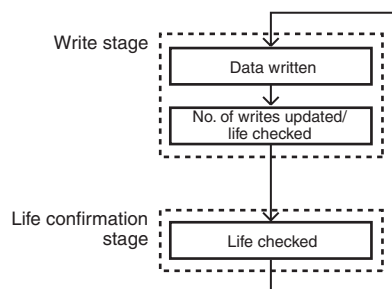 Write stage
Data written
No. of writes updated/
life checked
Life confirmation
stage
Life checked